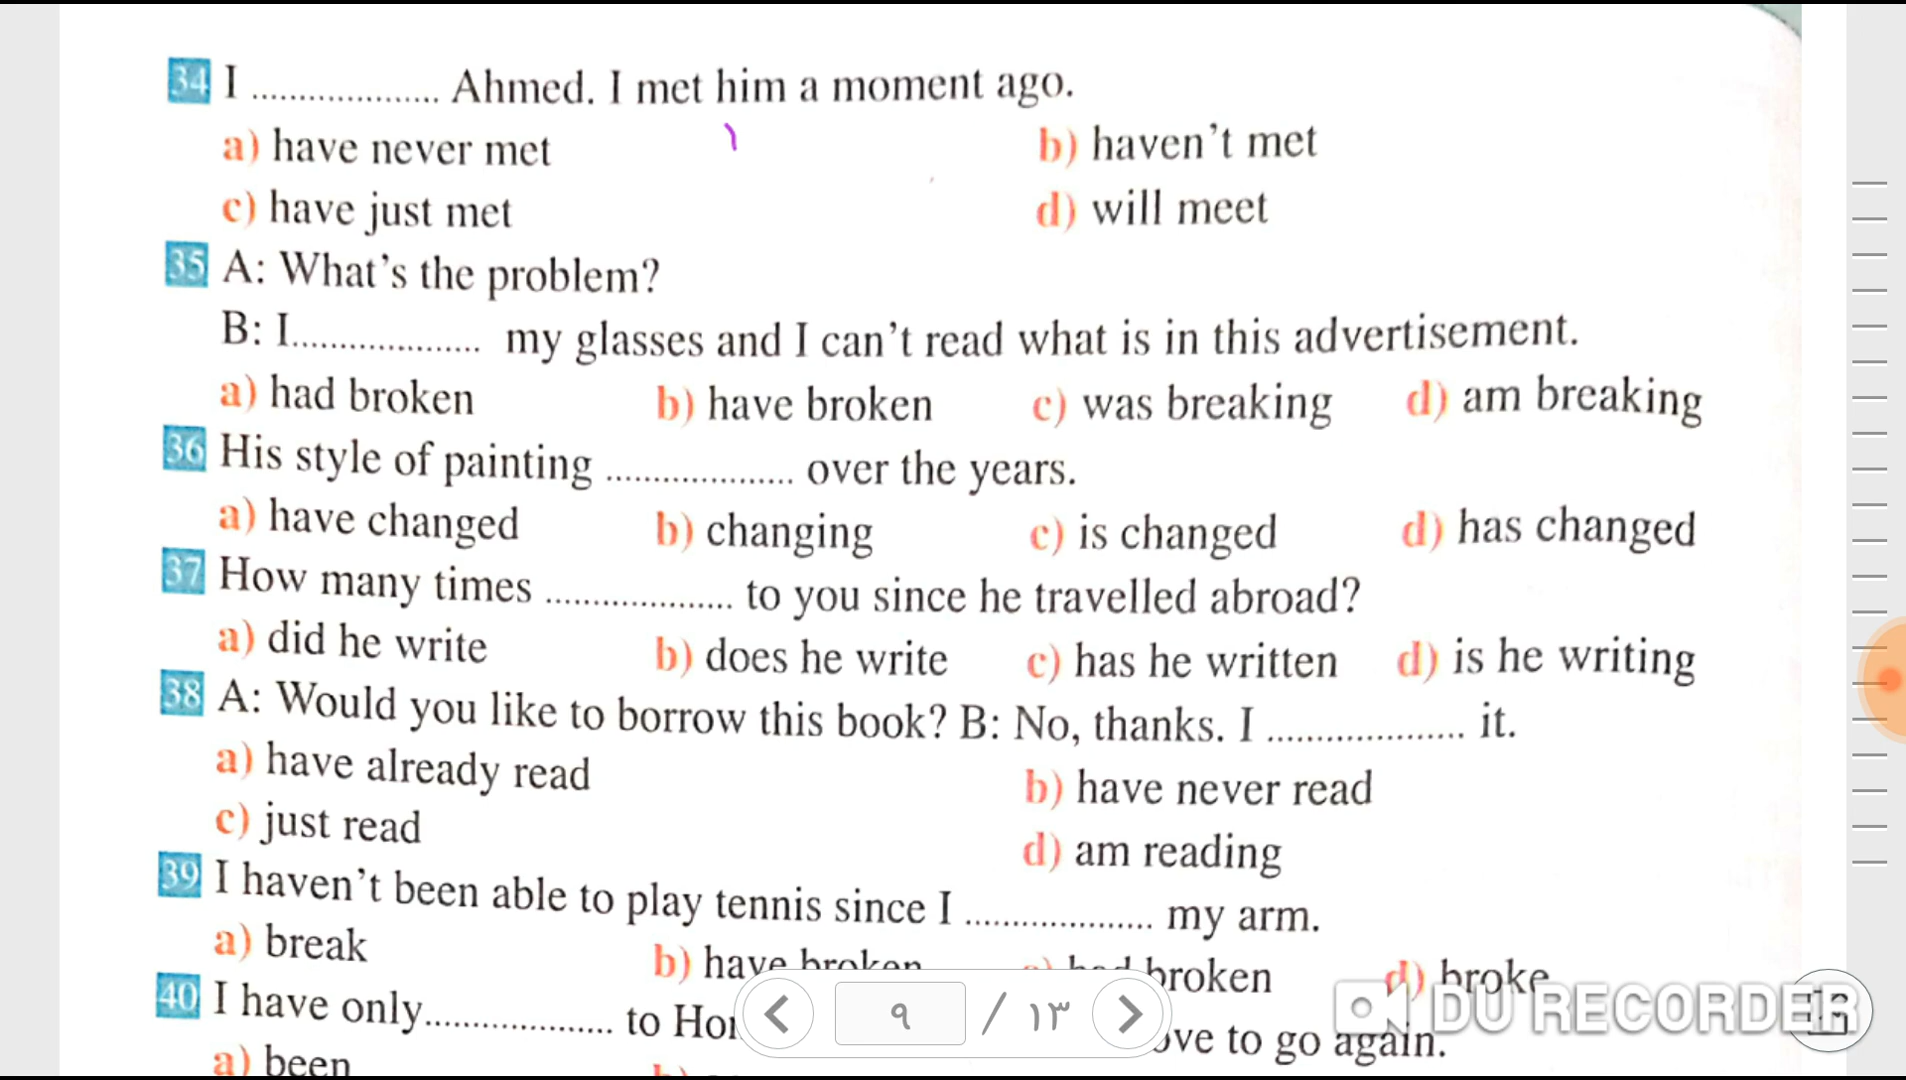 34 I .................... Ahmed. I met him a moment ago.
a) have never met b) haven't met
c) have just met d) will meet
35 A: What's the problem?
B: I.................... my glasses and I can't read what is in this advertisement.
a) had broken b) have broken c) was breaking d) am breaking
36 His style of painting .................... over the years.
a) have changed b) changing c) is changed d) has changed
37 How many times .................... to you since he travelled abroad?
a) did he write b) does he write c) has he written d) is he writing
38 A: Would you like to borrow this book? B: No, thanks. I .................... it.
a) have already read b) have never read
c) just read d) am reading
39 I haven't been able to play tennis since I .................... my arm.
a) break b) have broken c) had broken d) broke
40 I have only.................... to to go again.
a) been b)
٩ / ١٣
DU RECORDER